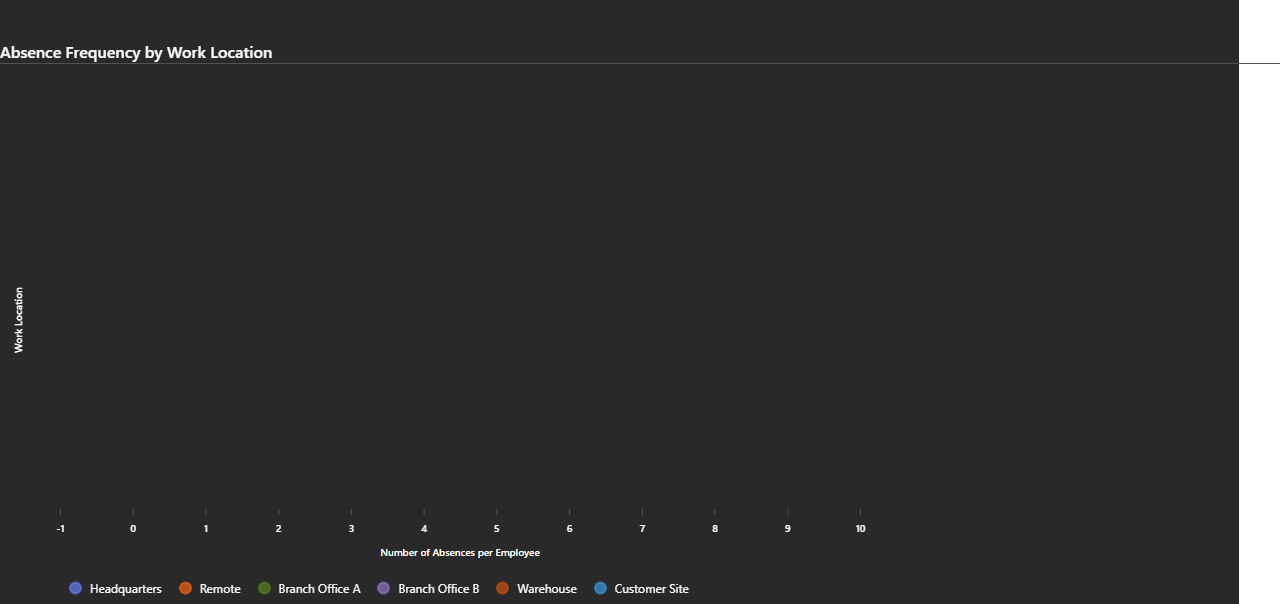 Absence Frequency by Work Location
Work Location
-1 0 1 2 3 4 5 6 7 8 9 10
Number of Absences per Employee
Headquarters Remote Branch Office A Branch Office B Warehouse Customer Site